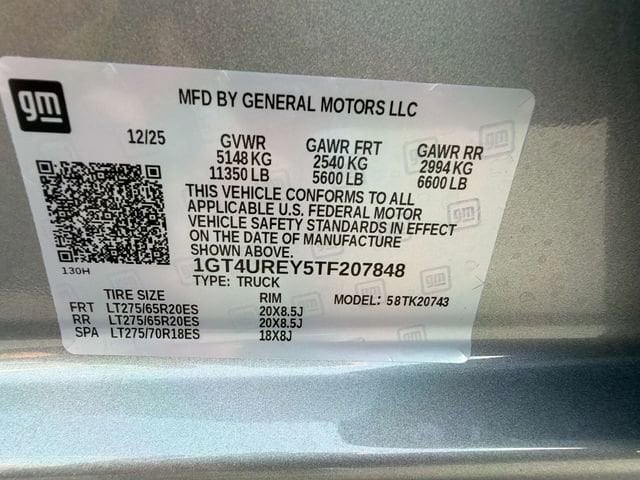 gm
MFD BY GENERAL MOTORS LLC
12/25 GVWR GAWR FRT GAWR RR
5148 KG 2540 KG 2994 KG
11350 LB 5600 LB 6600 LB
THIS VEHICLE CONFORMS TO ALL
APPLICABLE U.S. FEDERAL MOTOR
VEHICLE SAFETY STANDARDS IN EFFECT
ON THE DATE OF MANUFACTURE
SHOWN ABOVE.
130H 1GT4UREY5TF207848
TYPE: TRUCK
TIRE SIZE RIM MODEL: 58TK20743
FRT LT275/65R20ES 20X8.5J
RR LT275/65R20ES 20X8.5J
SPA LT275/70R18ES 18X8J